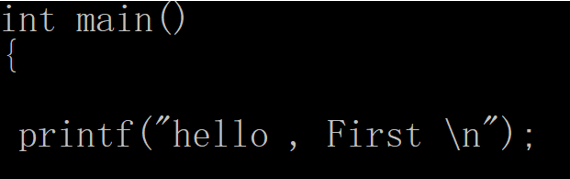 int main()
{
printf("hello , First \n");